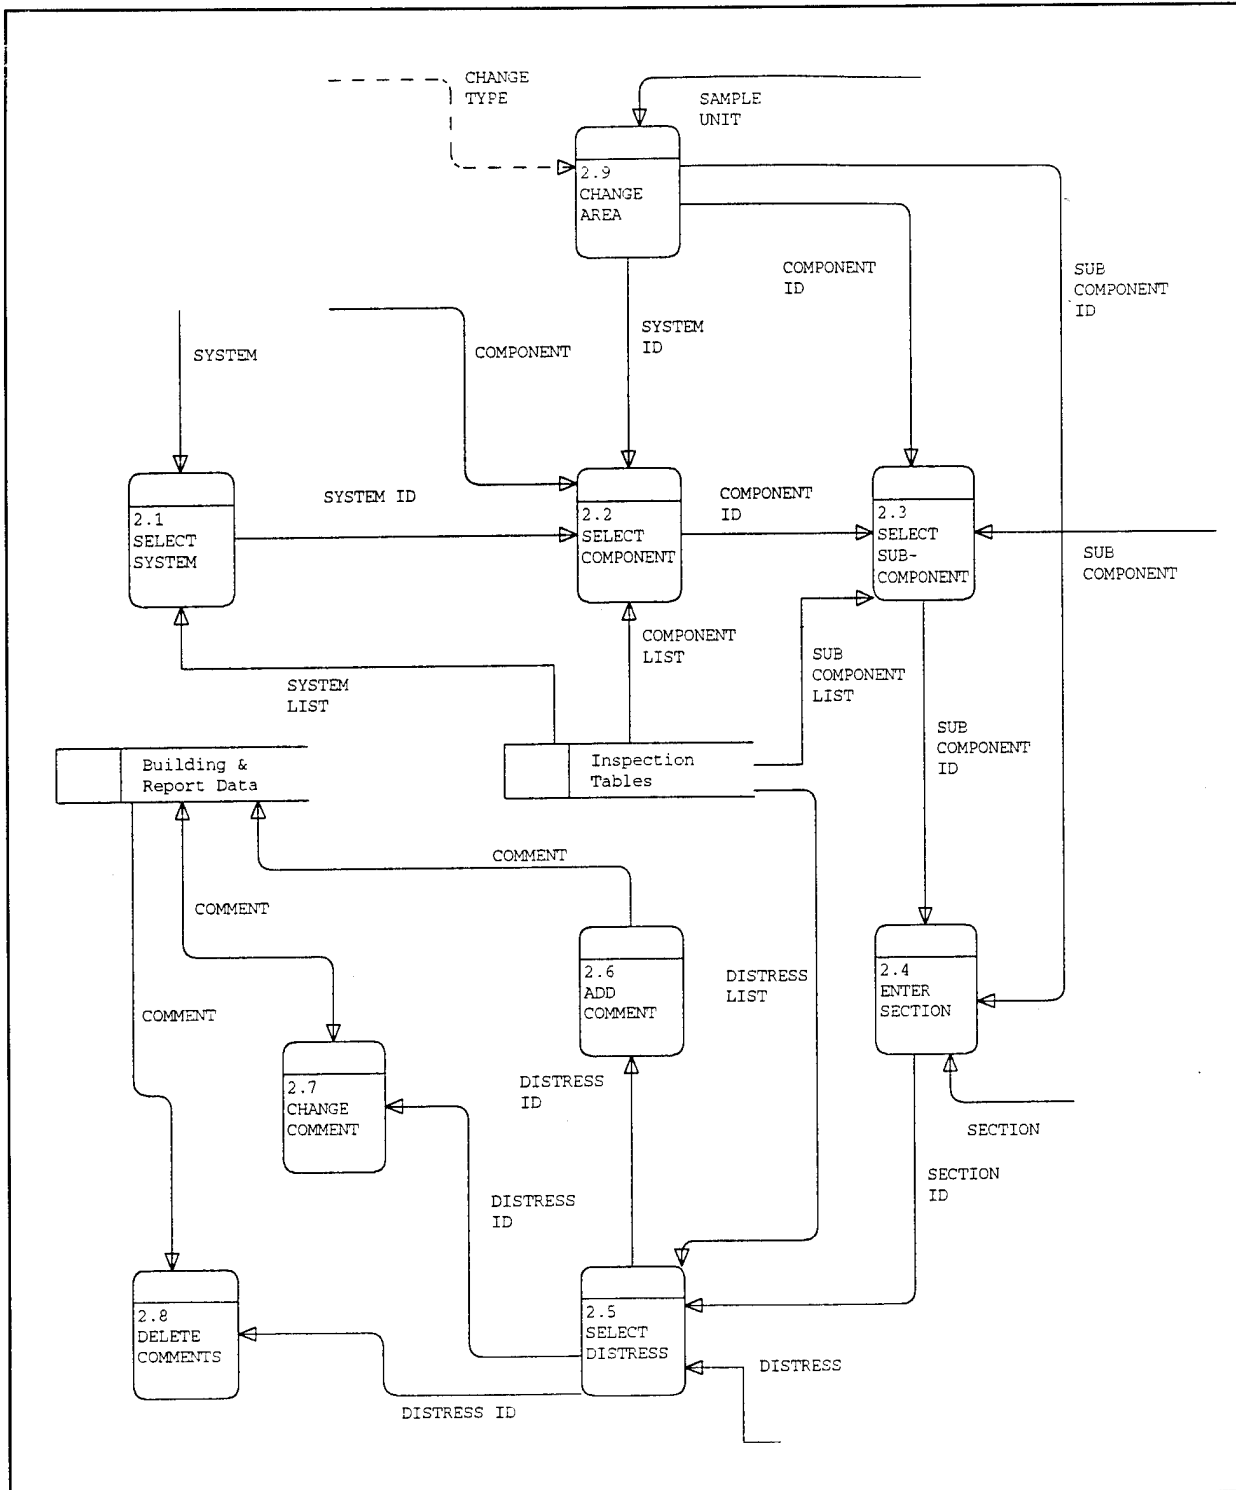 CHANGE
TYPE
SAMPLE
UNIT
2.9
CHANGE
AREA
COMPONENT
ID
SUB
COMPONENT
ID
SYSTEM
ID
SYSTEM
COMPONENT
SYSTEM ID
COMPONENT
ID
2.1
SELECT
SYSTEM
2.2
SELECT
COMPONENT
2.3
SELECT
SUB-
COMPONENT
SUB
COMPONENT
COMPONENT
LIST
SUB
COMPONENT
LIST
SYSTEM
LIST
SUB
COMPONENT
ID
Building &
Report Data
Inspection
Tables
COMMENT
COMMENT
COMMENT
2.6
ADD
COMMENT
DISTRESS
LIST
2.4
ENTER
SECTION
2.7
CHANGE
COMMENT
DISTRESS
ID
SECTION
SECTION
ID
DISTRESS
ID
2.8
DELETE
COMMENTS
2.5
SELECT
DISTRESS
DISTRESS
DISTRESS ID